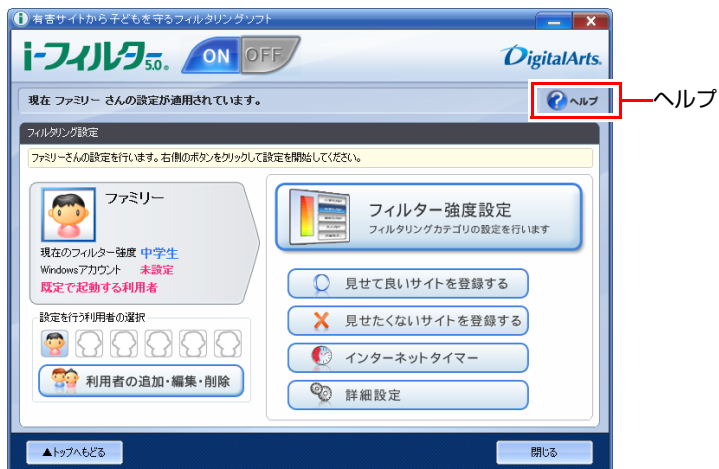 有害サイトから子どもを守るフィルタリングソフト
i-フィルター5.0。 ON OFF DigitalArts.
現在 ファミリー さんの設定が適用されています。 ヘルプ ヘルプ
フィルタリング設定
ファミリーさんの設定を行います。右側のボタンをクリックして設定を開始してください。
ファミリー
現在のフィルター強度 中学生
Windowsアカウント 未設定
既定で起動する利用者
設定を行う利用者の選択
利用者の追加・編集・削除
フィルター強度設定
フィルタリングカテゴリの設定を行います
見せて良いサイトを登録する
見せたくないサイトを登録する
インターネットタイマー
詳細設定
▲トップへもどる 閉じる